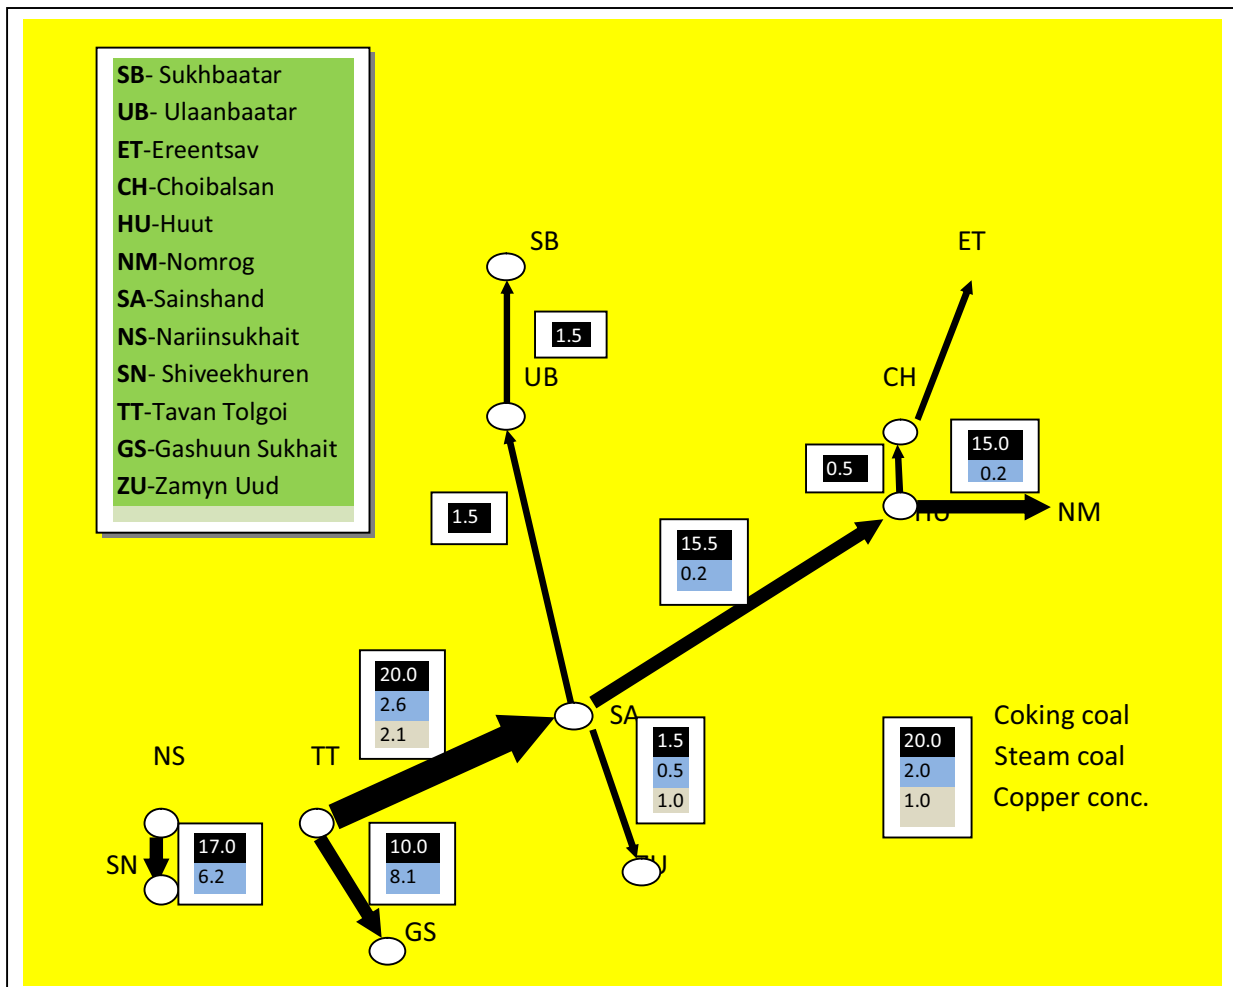 SB- Sukhbaatar
UB- Ulaanbaatar
ET-Ereentsav
CH-Choibalsan
HU-Huut
NM-Nomrog
SA-Sainshand
NS-Nariinsukhait
SN- Shiveekhuren
TT-Tavan Tolgoi
GS-Gashuun Sukhait
ZU-Zamyn Uud
SB
ET
1.5
UB
CH
15.0
0.2
0.5
HU
NM
1.5
15.5
0.2
20.0
2.6
2.1
SA
1.5
0.5
1.0
20.0
2.0
1.0
Coking coal
Steam coal
Copper conc.
NS
TT
SN
17.0
6.2
10.0
8.1
ZU
GS